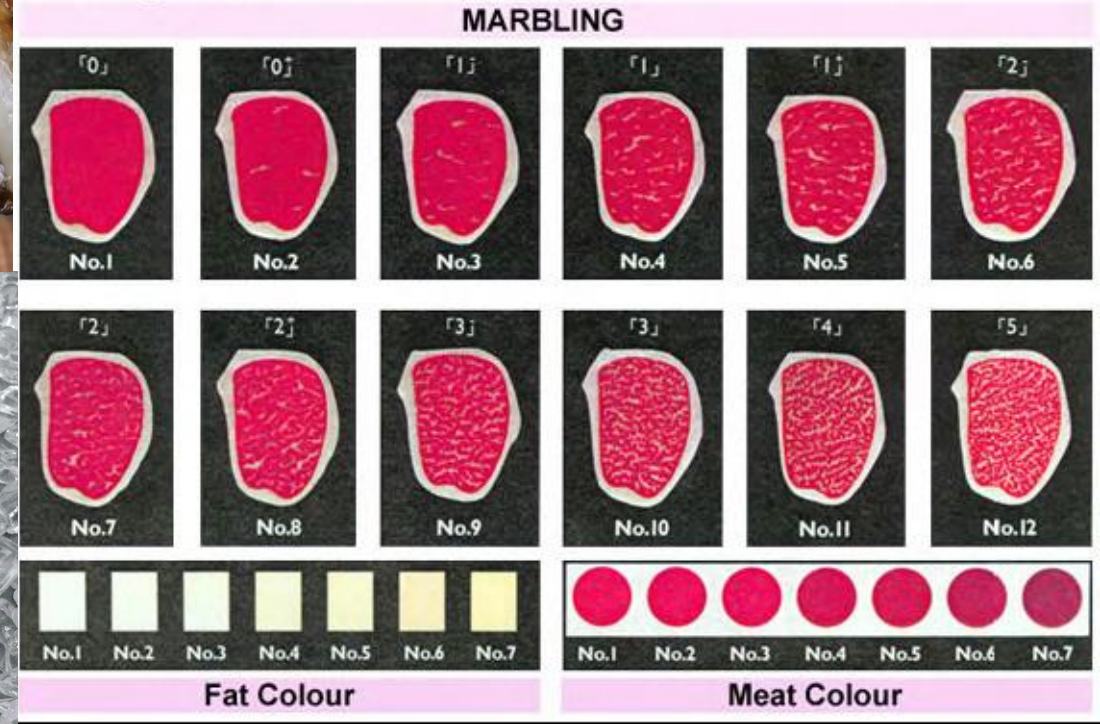 MARBLING
「0」 「0⁺」 「1⁻」 「1」 「1⁺」 「2⁻」
No.1 No.2 No.3 No.4 No.5 No.6
「2」 「2⁺」 「3⁻」 「3」 「4」 「5」
No.7 No.8 No.9 No.10 No.11 No.12
No.1 No.2 No.3 No.4 No.5 No.6 No.7
Fat Colour
No.1 No.2 No.3 No.4 No.5 No.6 No.7
Meat Colour